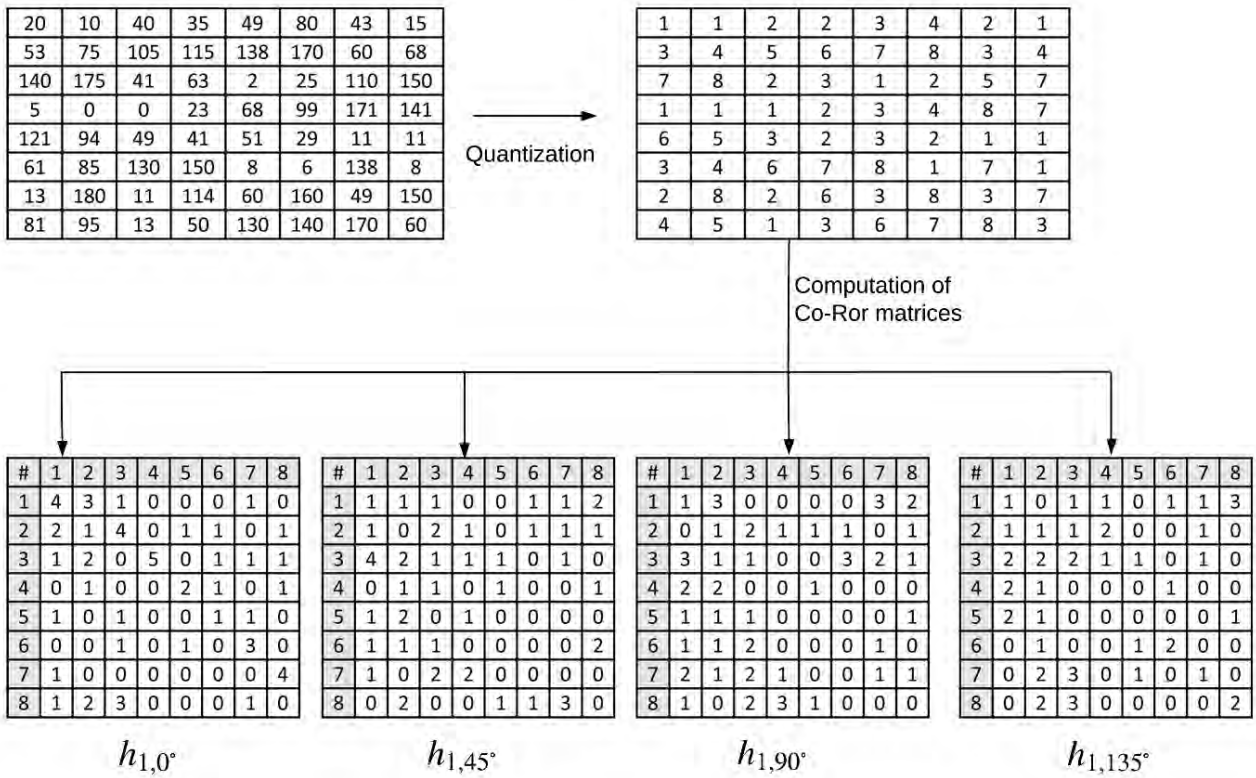 20 10 40 35 49 80 43 15
53 75 105 115 138 170 60 68
140 175 41 63 2 25 110 150
5 0 0 23 68 99 171 141
121 94 49 41 51 29 11 11
61 85 130 150 8 6 138 8
13 180 11 114 60 160 49 150
81 95 13 50 130 140 170 60
Quantization
1 1 2 2 3 4 2 1
3 4 5 6 7 8 3 4
7 8 2 3 1 2 5 7
1 1 1 2 3 4 8 7
6 5 3 2 3 2 1 1
3 4 6 7 8 1 7 1
2 8 2 6 3 8 3 7
4 5 1 3 6 7 8 3
Computation of
Co-Ror matrices
# 1 2 3 4 5 6 7 8
1 4 3 1 0 0 0 1 0
2 2 1 4 0 1 1 0 1
3 1 2 0 5 0 1 1 1
4 0 1 0 0 2 1 0 1
5 1 0 1 0 0 1 1 0
6 0 0 1 0 1 0 3 0
7 1 0 0 0 0 0 0 4
8 1 2 3 0 0 0 1 0
h1,0°
# 1 2 3 4 5 6 7 8
1 1 1 1 0 0 1 1 2
2 1 0 2 1 0 1 1 1
3 4 2 1 1 1 0 1 0
4 0 1 1 0 1 0 0 1
5 1 2 0 1 0 0 0 0
6 1 1 1 0 0 0 0 2
7 1 0 2 2 0 0 0 0
8 0 2 0 0 1 1 3 0
h1,45°
# 1 2 3 4 5 6 7 8
1 1 3 0 0 0 0 3 2
2 0 1 2 1 1 1 0 1
3 3 1 1 0 0 3 2 1
4 2 2 0 0 1 0 0 0
5 1 1 1 0 0 0 0 1
6 1 1 2 0 0 0 1 0
7 2 1 2 1 0 0 1 1
8 1 0 2 3 1 0 0 0
h1,90°
# 1 2 3 4 5 6 7 8
1 1 0 1 1 0 1 1 3
2 1 1 1 2 0 0 1 0
3 2 2 2 1 1 0 1 0
4 2 1 0 0 0 1 0 0
5 2 1 0 0 0 0 0 1
6 0 1 0 0 1 2 0 0
7 0 2 3 0 1 0 1 0
8 0 2 3 0 0 0 0 2
h1,135°